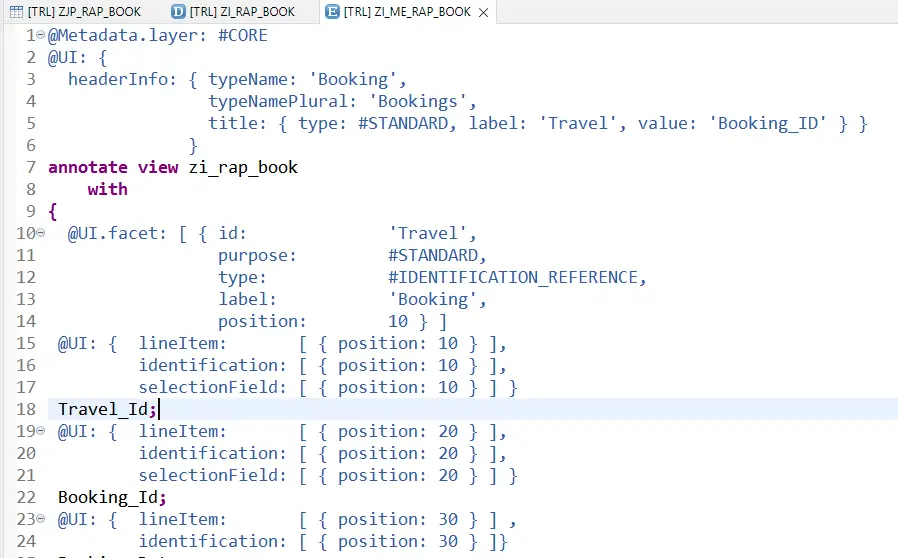 [TRL] ZJP_RAP_BOOK [TRL] ZI_RAP_BOOK [TRL] ZI_ME_RAP_BOOK
1 @Metadata.layer: #CORE
2 @UI: {
3   headerInfo: { typeName: 'Booking',
4                 typeNamePlural: 'Bookings',
5                 title: { type: #STANDARD, label: 'Travel', value: 'Booking_ID' } }
6               }
7 annotate view zi_rap_book
8     with
9 {
10   @UI.facet: [ { id:            'Travel',
11                  purpose:       #STANDARD,
12                  type:          #IDENTIFICATION_REFERENCE,
13                  label:         'Booking',
14                  position:      10 } ]
15  @UI: {  lineItem:       [ { position: 10 } ],
16          identification: [ { position: 10 } ],
17          selectionField: [ { position: 10 } ] }
18  Travel_Id;
19  @UI: {  lineItem:       [ { position: 20 } ],
20          identification: [ { position: 20 } ],
21          selectionField: [ { position: 20 } ] }
22  Booking_Id;
23  @UI: {  lineItem:       [ { position: 30 } ] ,
24          identification: [ { position: 30 } ]}